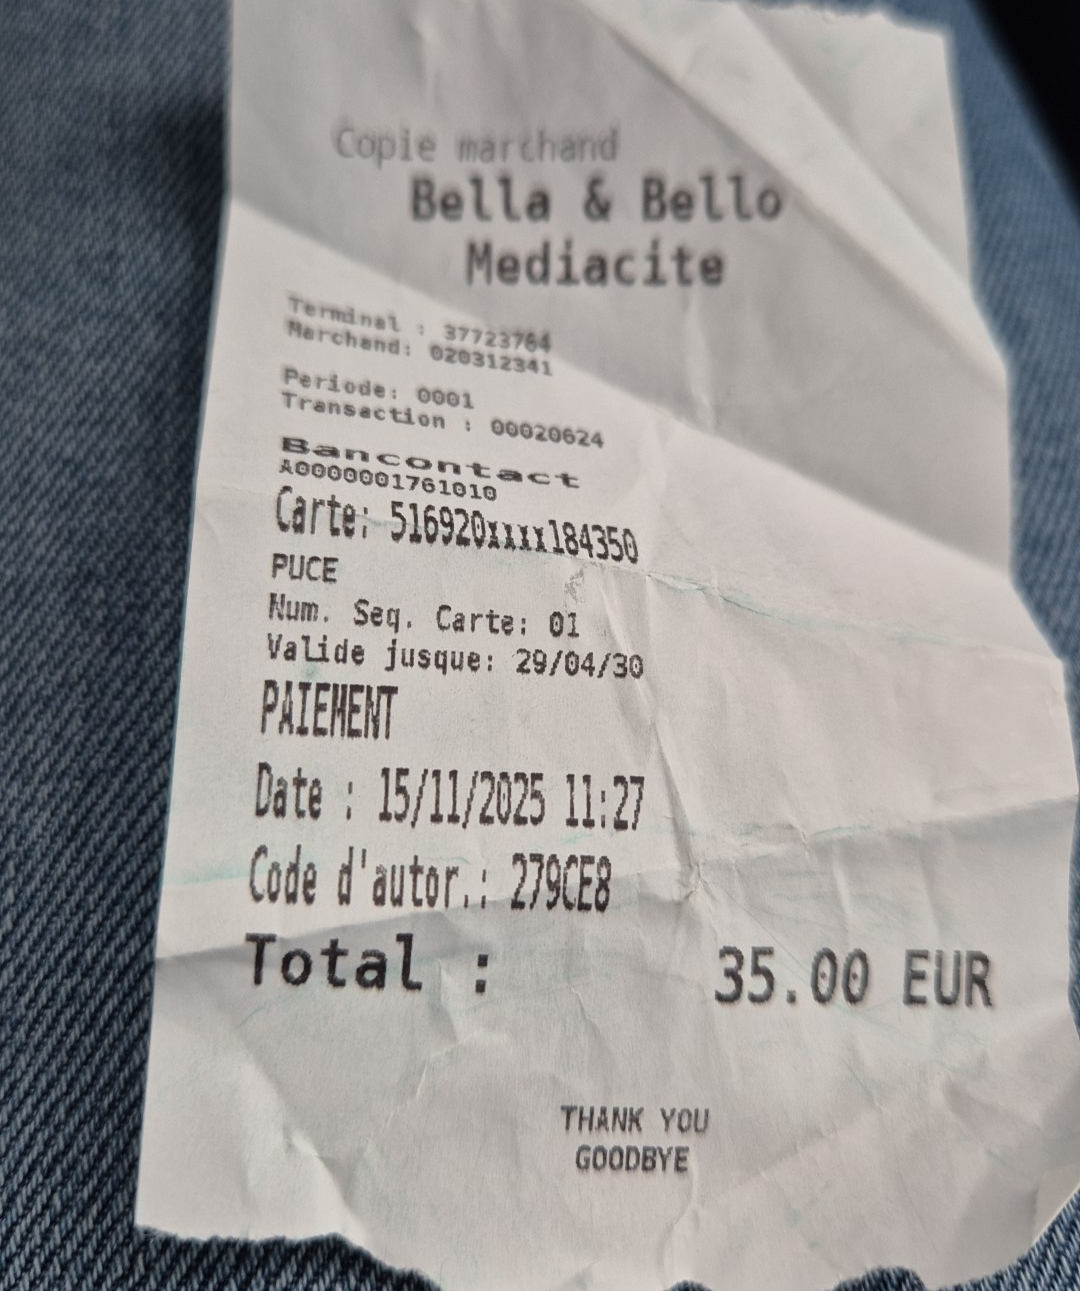 Copie marchand
Bella & Bello
Mediacite
Terminal : 37723764
Marchand: 020312341
Periode: 0001
Transaction : 00020624
Bancontact
A0000001761010
Carte: 516920xxxx184350
PUCE
Num. Seq. Carte: 01
Valide jusque: 29/04/30
PAIEMENT
Date : 15/11/2025 11:27
Code d'autor.: 279CE8
Total : 35.00 EUR
THANK YOU
GOODBYE